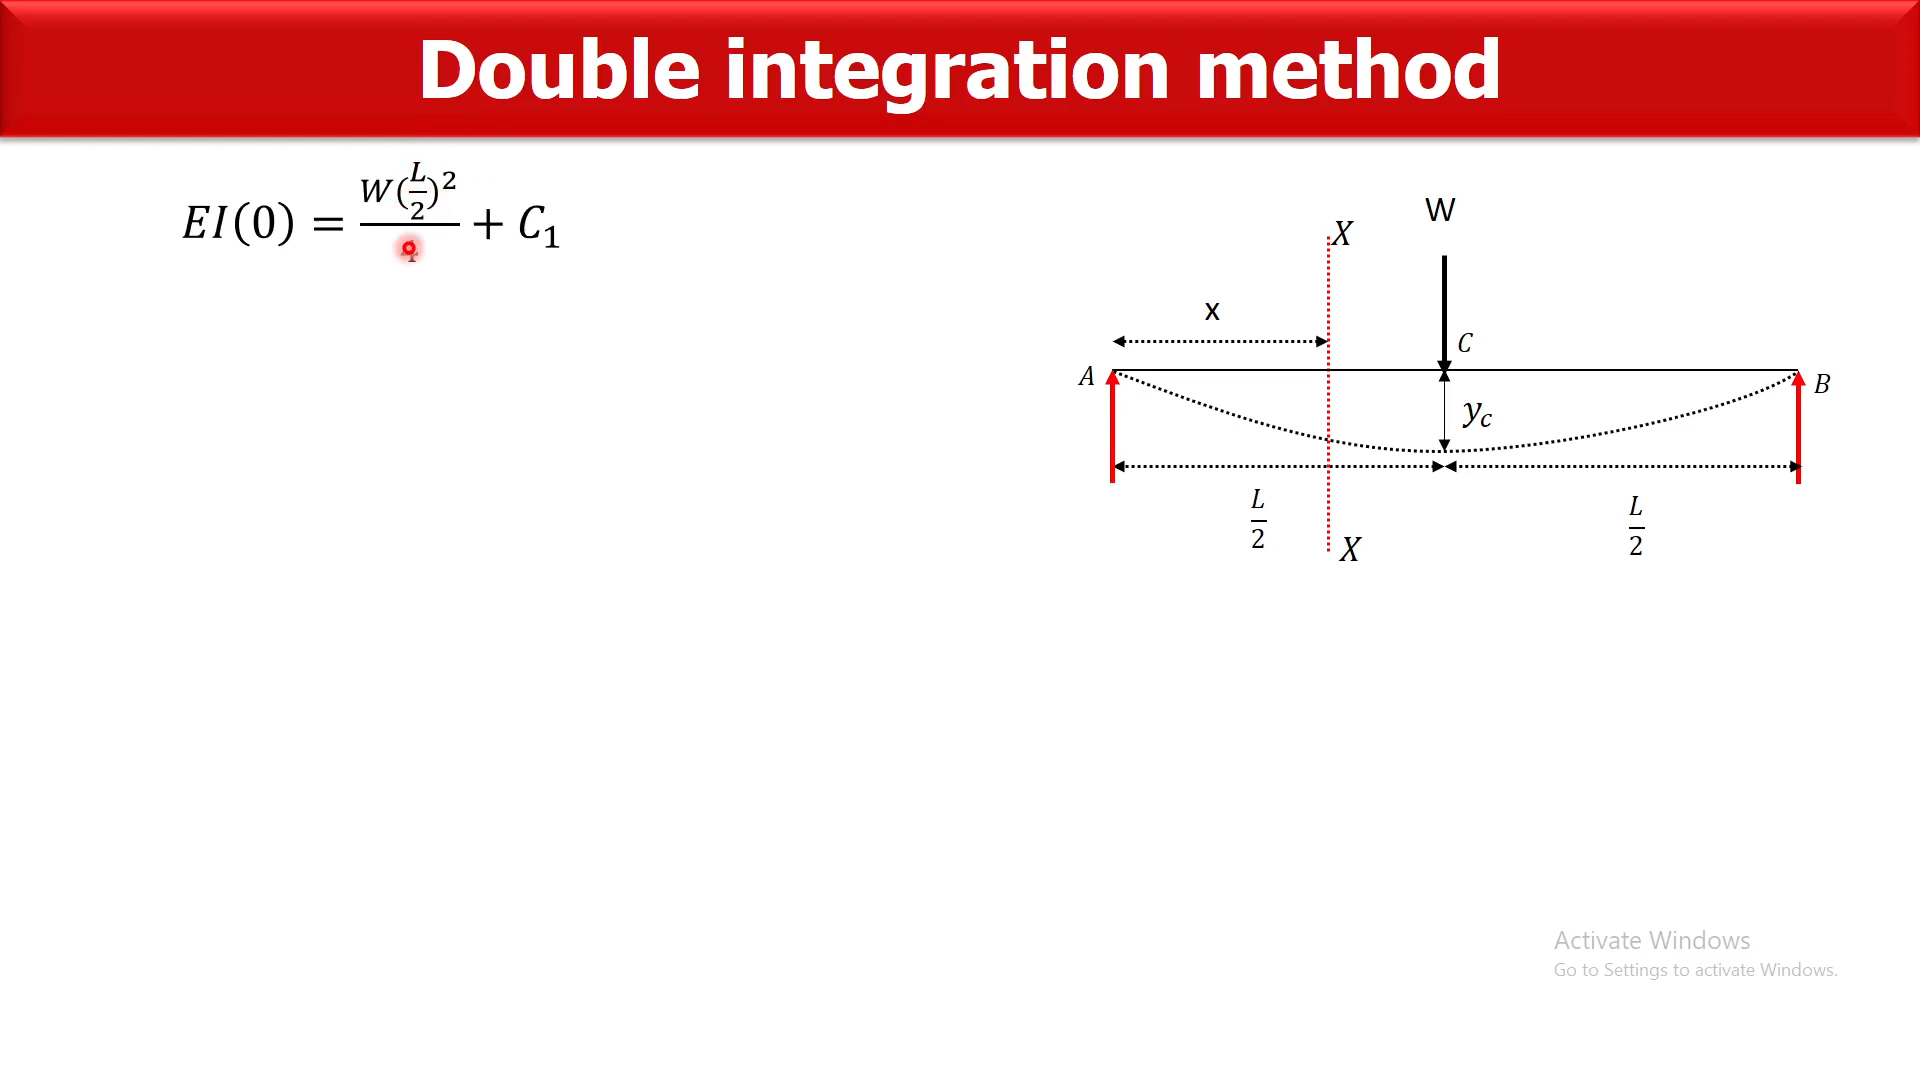 Double integration method
EI(0) = W(L/2)² / 4 + C₁
W
X
x
C
A
B
y_c
L/2
L/2
X
Activate Windows
Go to Settings to activate Windows.